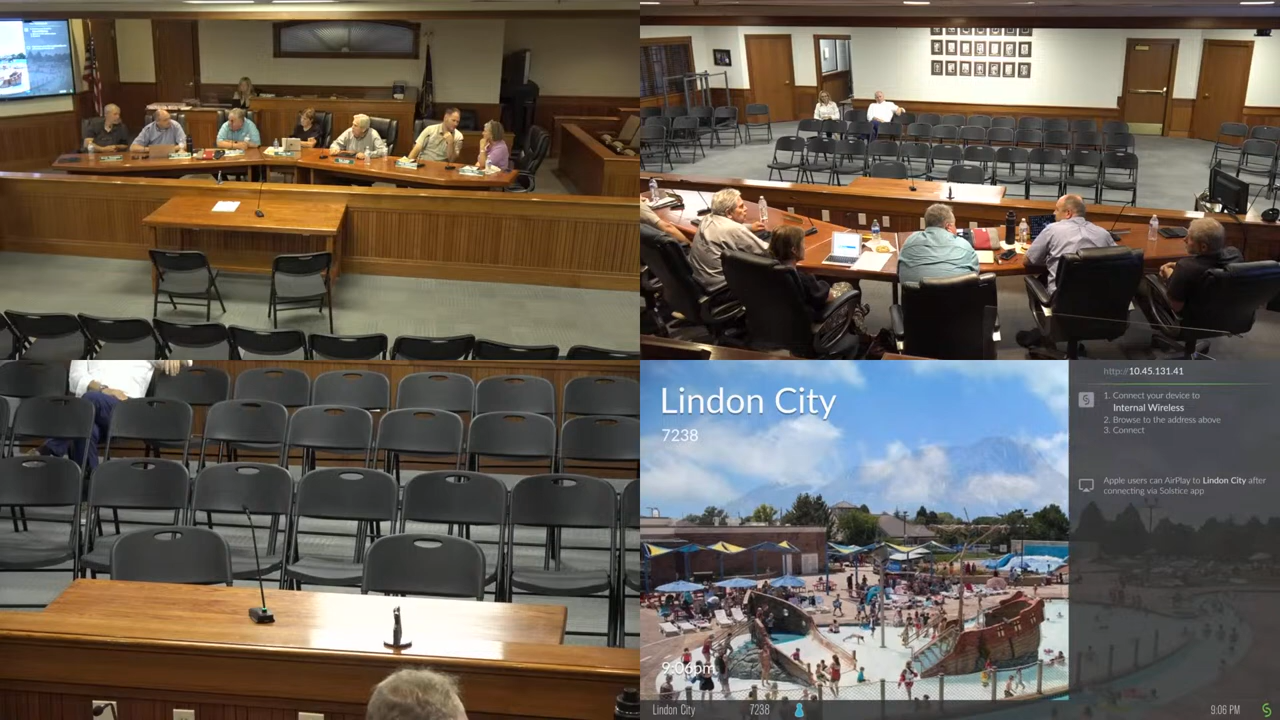 Lindon City
7238
9:06pm
http://10.45.131.41
1. Connect your device to
Internal Wireless
2. Browse to the address above
3. Connect
Apple users can AirPlay to Lindon City after
connecting via Solstice app
Lindon City 7238 9:06 PM